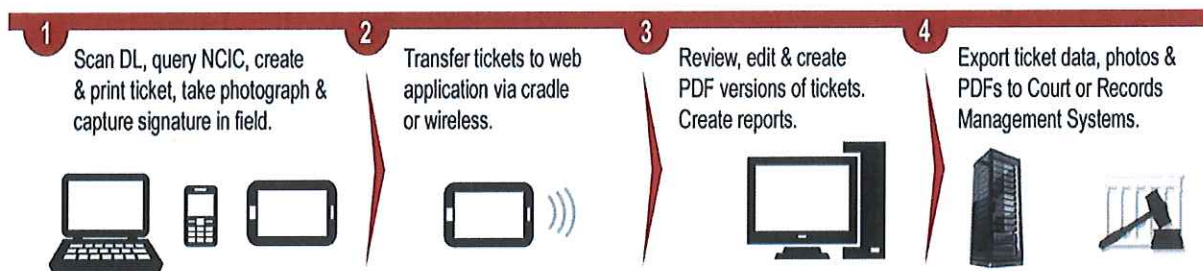 1
Scan DL, query NCIC, create
& print ticket, take photograph &
capture signature in field.
2
Transfer tickets to web
application via cradle
or wireless.
3
Review, edit & create
PDF versions of tickets.
Create reports.
4
Export ticket data, photos &
PDFs to Court or Records
Management Systems.